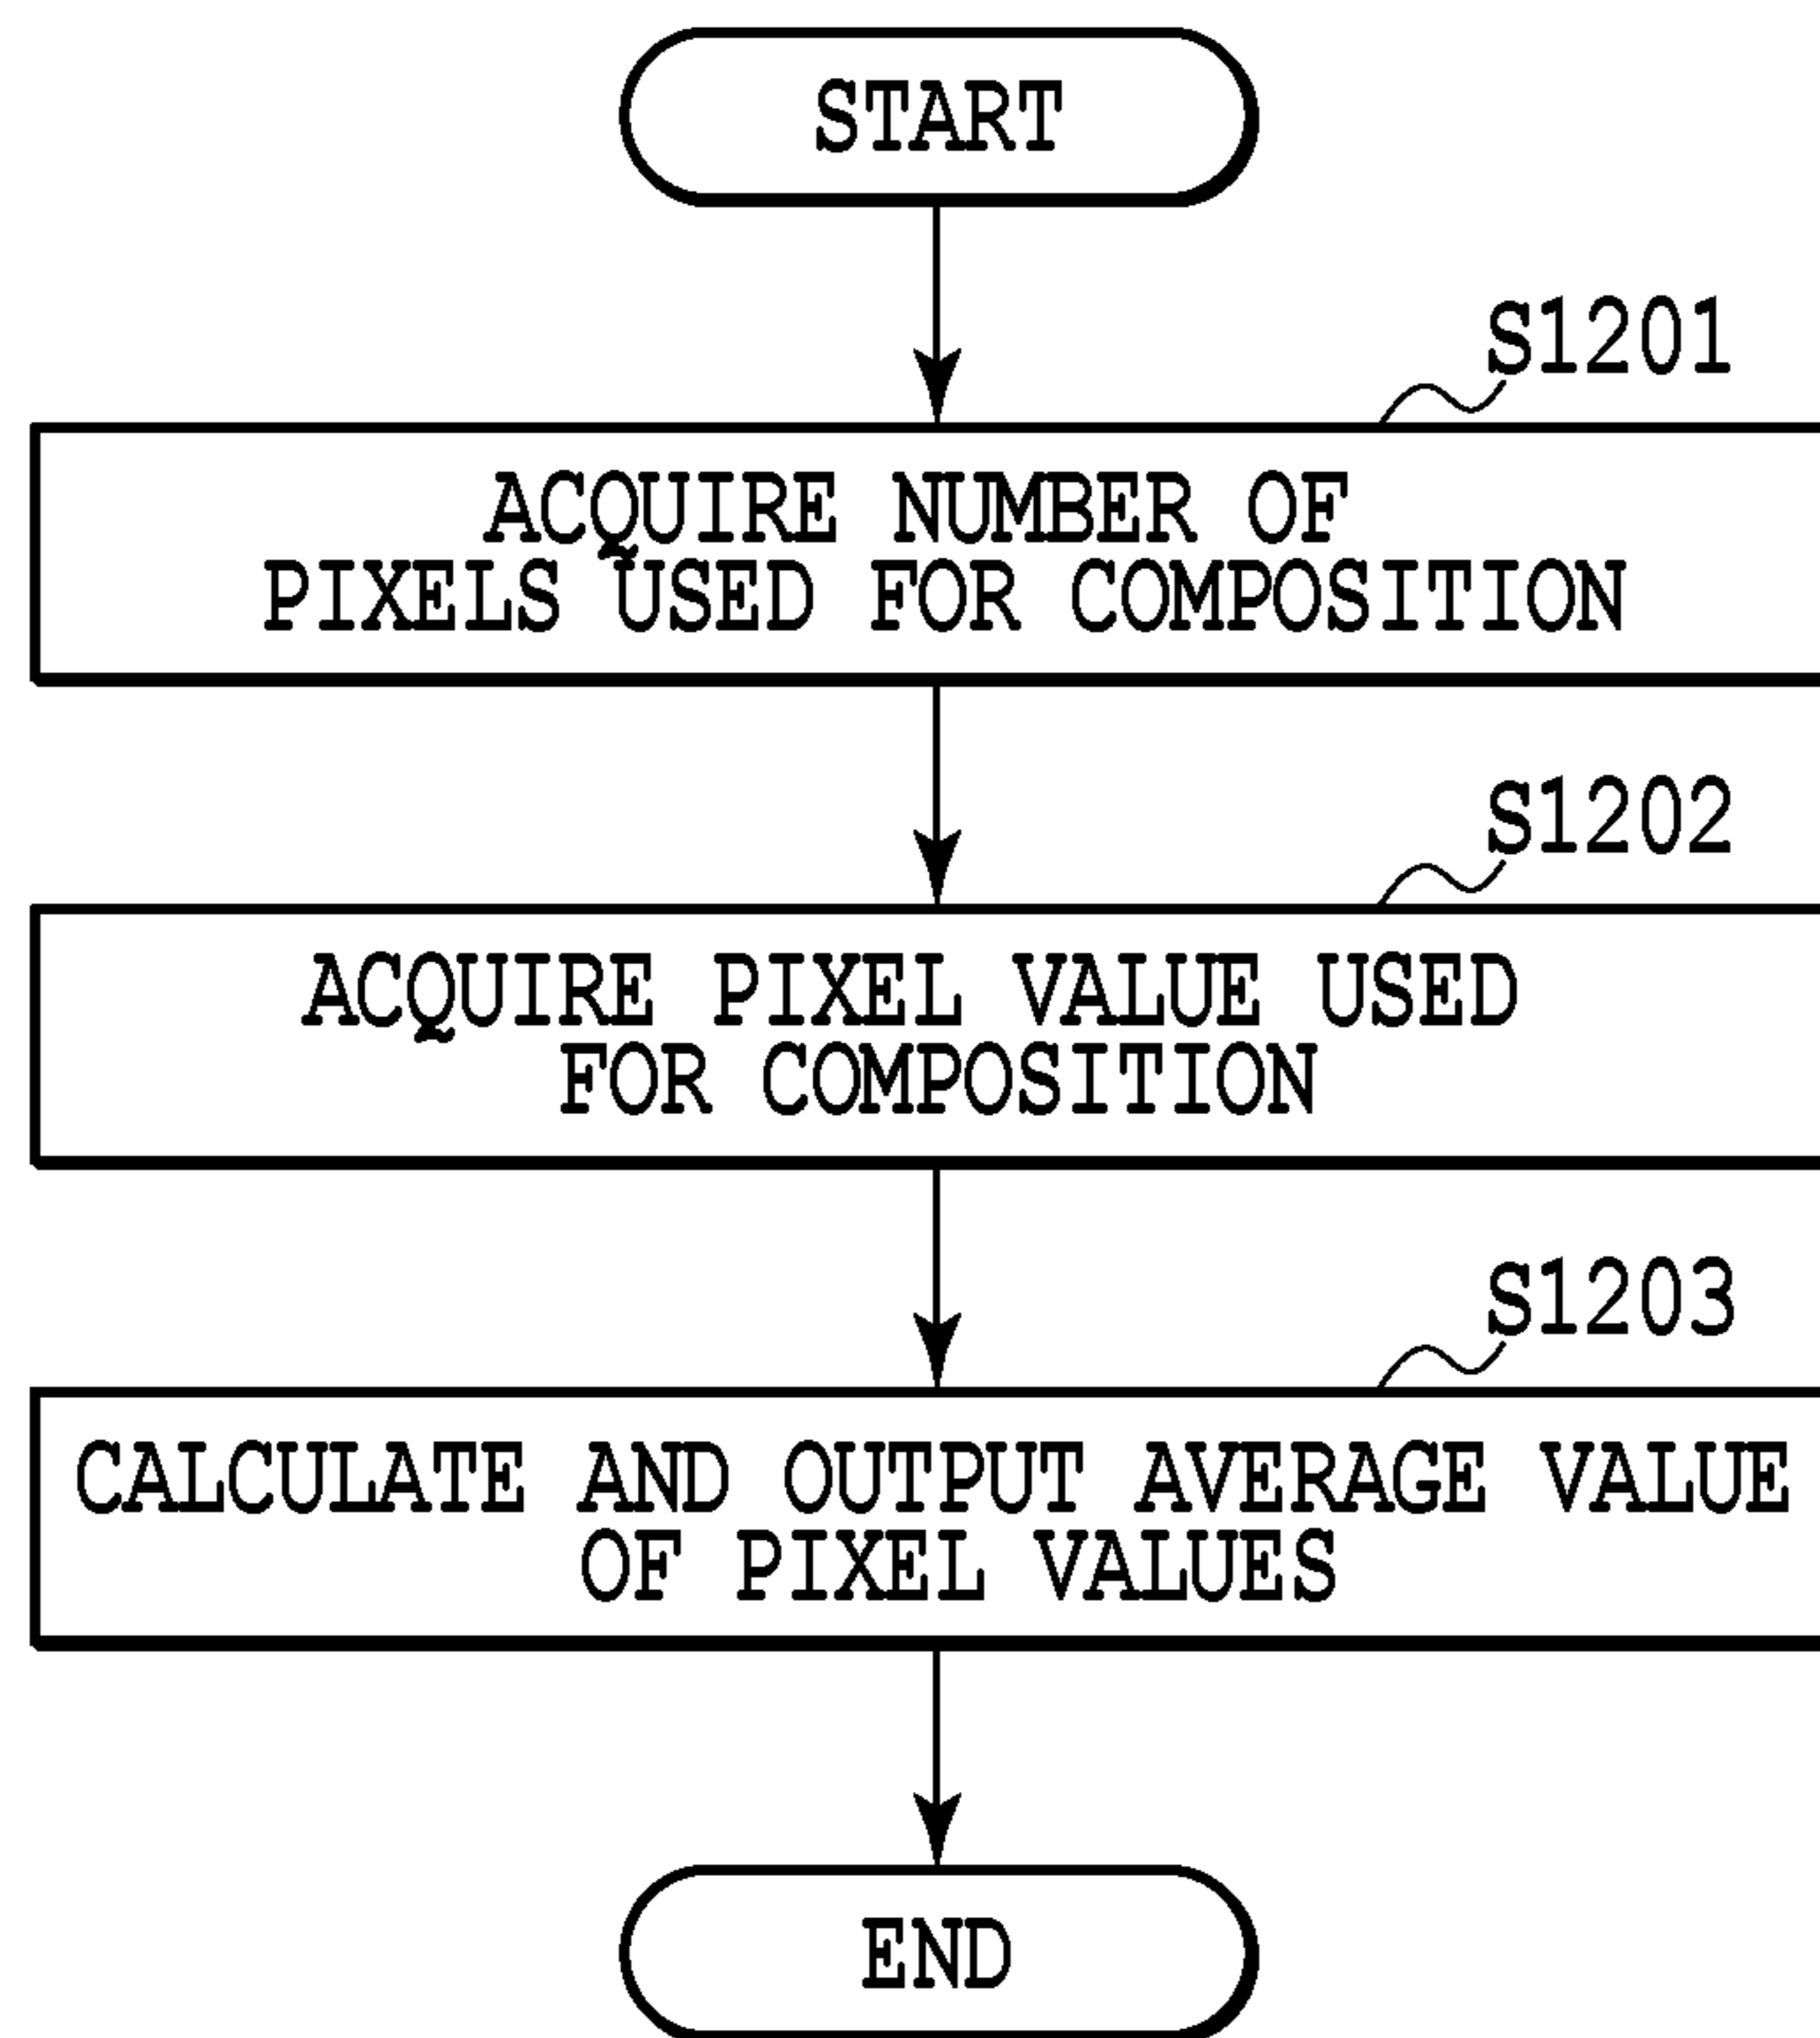 START
S1201
ACQUIRE NUMBER OF
PIXELS USED FOR COMPOSITION
S1202
ACQUIRE PIXEL VALUE USED
FOR COMPOSITION
S1203
CALCULATE AND OUTPUT AVERAGE VALUE
OF PIXEL VALUES
END